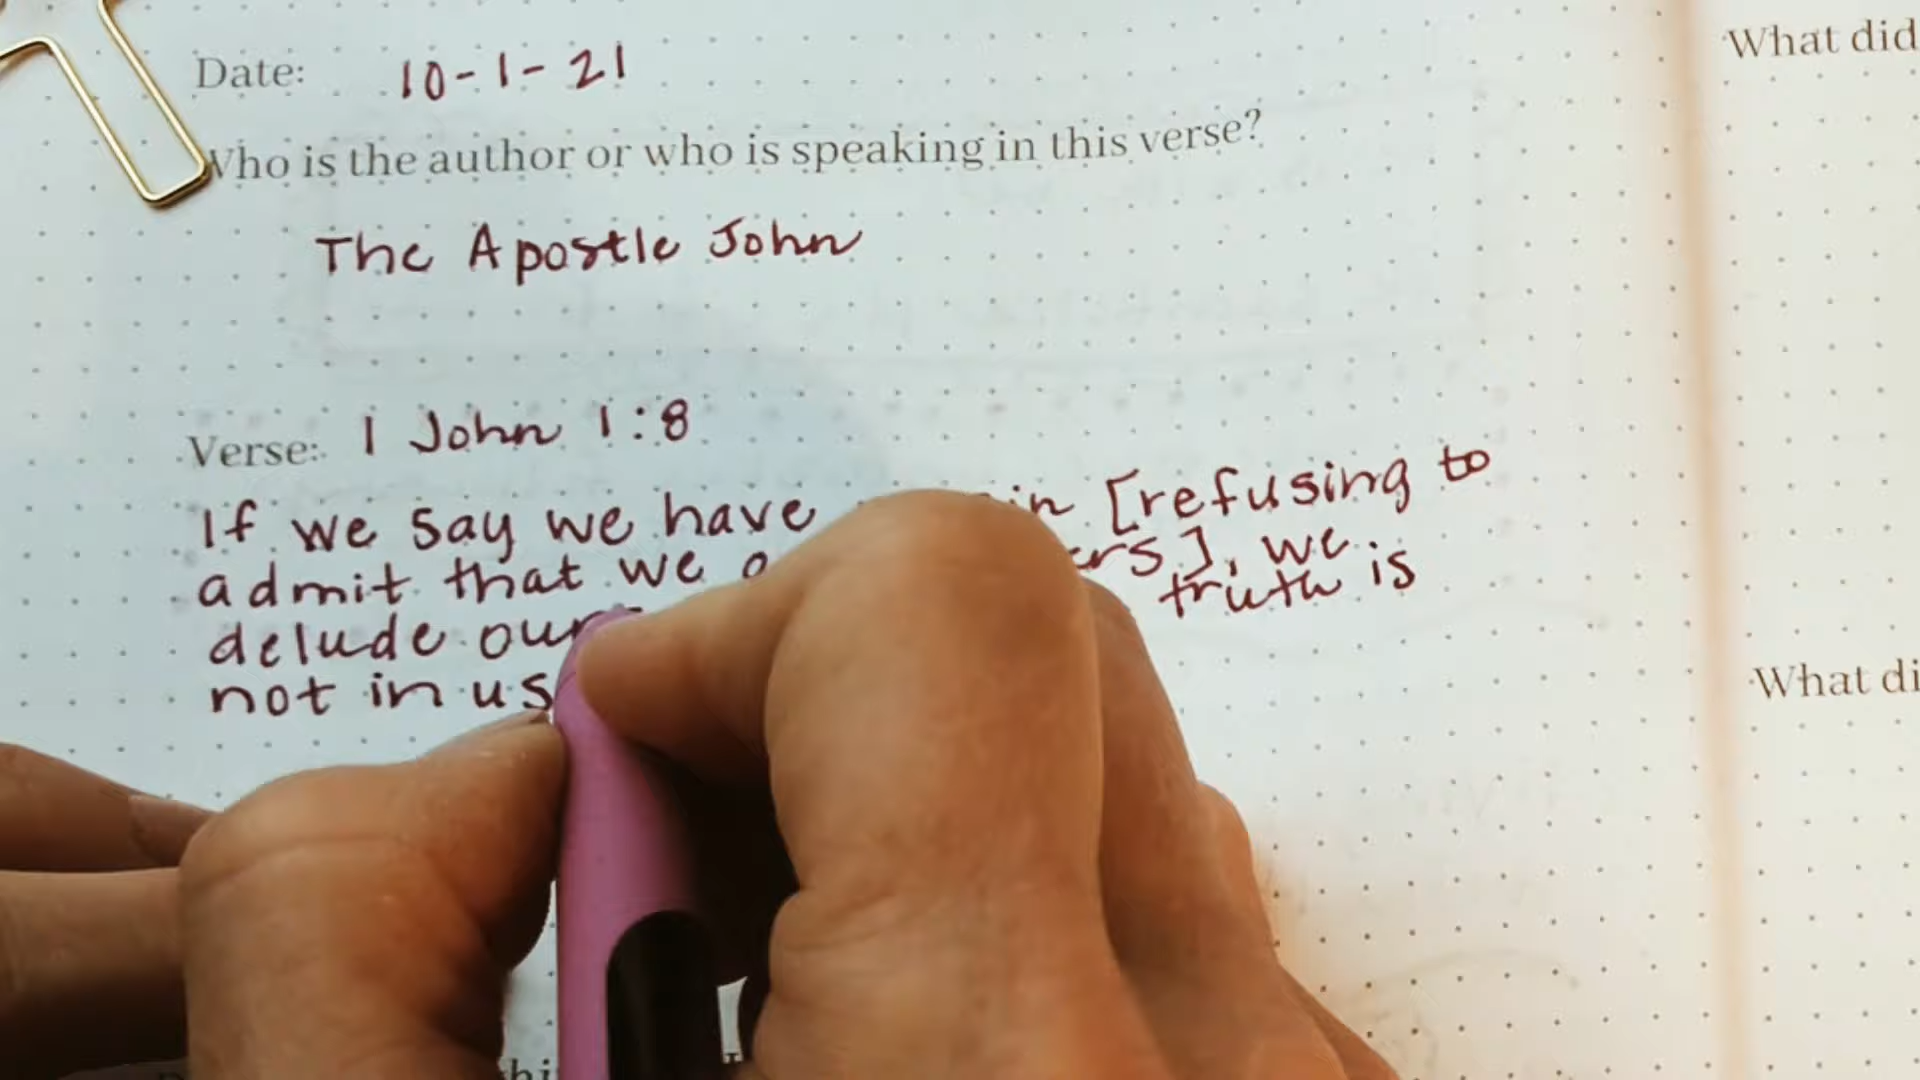 Date: 10-1-21
What did
Who is the author or who is speaking in this verse?
The Apostle John
Verse: 1 John 1:8
If we say we have [refusing to
admit that we we
delude truth is
not in us
What di